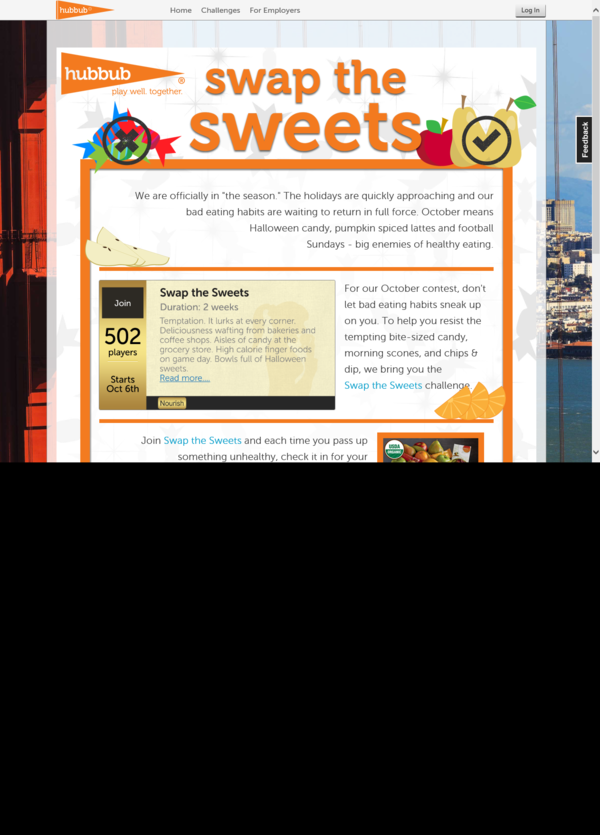 hubbub
Home Challenges For Employers
Log In
hubbub®
play well. together.
swap the
sweets
Feedback
We are officially in "the season." The holidays are quickly approaching and our
bad eating habits are waiting to return in full force. October means
Halloween candy, pumpkin spiced lattes and football
Sundays - big enemies of healthy eating.
Join
502
players
Starts
Oct 6th
Swap the Sweets
Duration: 2 weeks
Temptation. It lurks at every corner.
Deliciousness wafting from bakeries and
coffee shops. Aisles of candy at the
grocery store. High calorie finger foods
on game day. Bowls full of Halloween
sweets.
Read more...
Nourish
For our October contest, don't
let bad eating habits sneak up
on you. To help you resist the
tempting bite-sized candy,
morning scones, and chips &
dip, we bring you the
Swap the Sweets challenge.
Join Swap the Sweets and each time you pass up
something unhealthy, check it in for your
USDA
ORGANIC